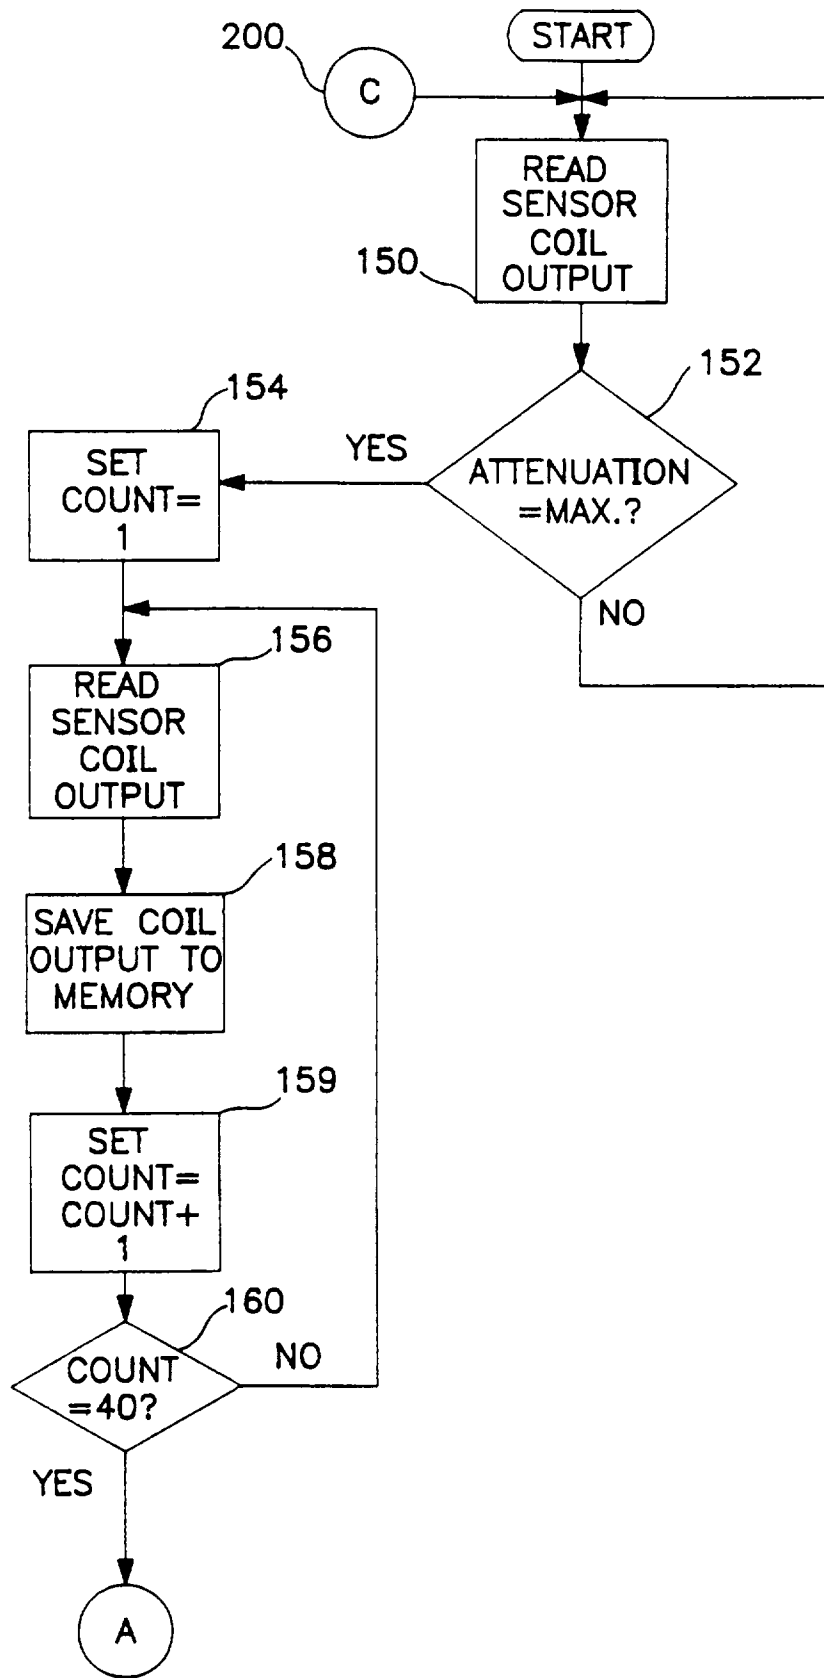 START
200
C
READ
SENSOR
COIL
OUTPUT
150
152
ATTENUATION
=MAX.?
YES
NO
154
SET
COUNT=
1
156
READ
SENSOR
COIL
OUTPUT
158
SAVE COIL
OUTPUT TO
MEMORY
159
SET
COUNT=
COUNT+
1
160
COUNT
=40?
NO
YES
A